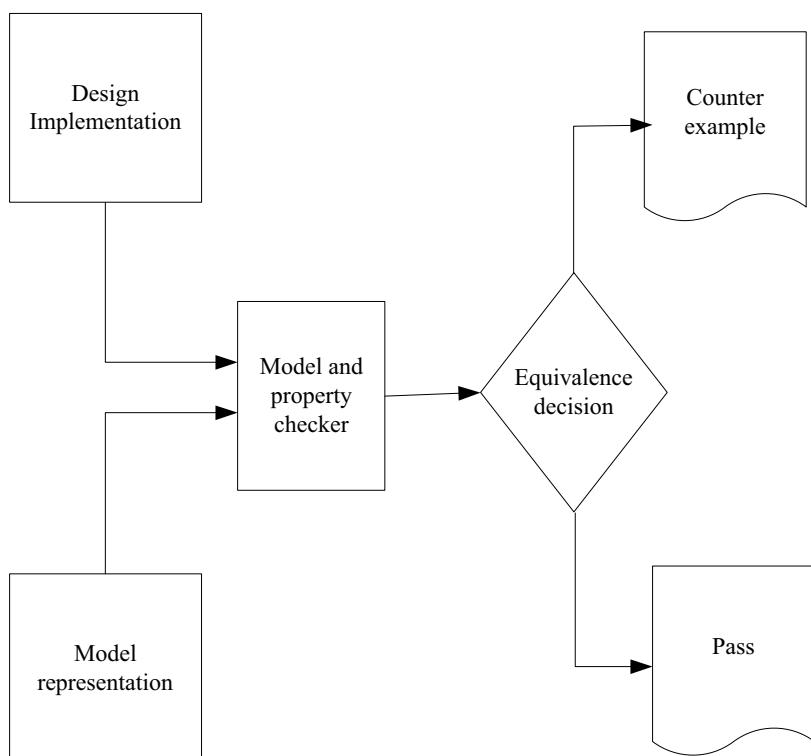 Design
Implementation
Counter
example
Model and
property
checker
Equivalence
decision
Model
representation
Pass